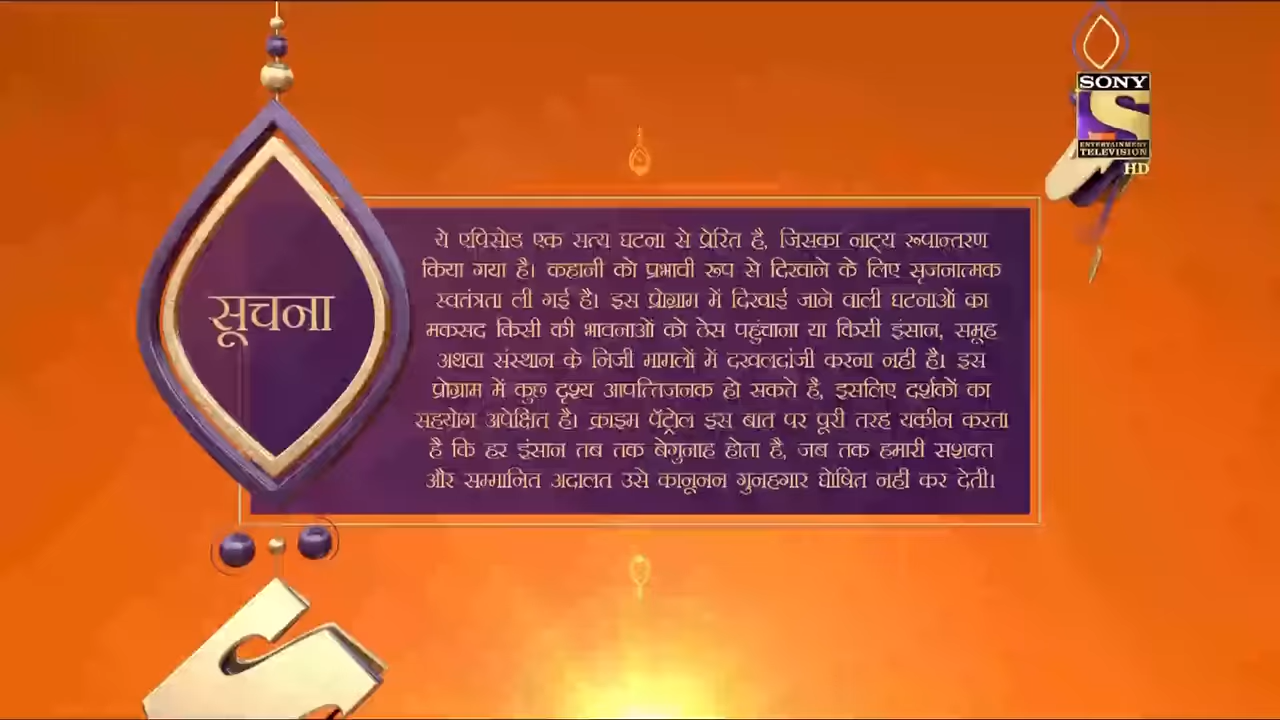 SONY
ENTERTAINMENT
TELEVISION
HD
सूचना
ये एपिसोड एक सत्य घटना से प्रेरित है, जिसका नाट्य रूपान्तरण
किया गया है। कहानी को प्रभावी रूप से दिखाने के लिए सृजनात्मक
स्वतंत्रता ली गई है। इस प्रोग्राम में दिखाई जाने वाली घटनाओं का
मकसद किसी की भावनाओं को ठेस पहुंचाना या किसी इंसान, समूह
अथवा संस्थान के निजी मामलों में दखलदांजी करना नही है। इस
प्रोग्राम में कुछ दृश्य आपत्तिजनक हो सकते है, इसलिए दर्शकों का
सहयोग अपेक्षित है। क्राइम पॅट्रोल इस बात पर पूरी तरह यकीन करता
है कि हर इंसान तब तक बेगुनाह होता है, जब तक हमारी सशक्त
और सम्मानित अदालत उसे कानूनन गुनहगार घोषित नही कर देती।